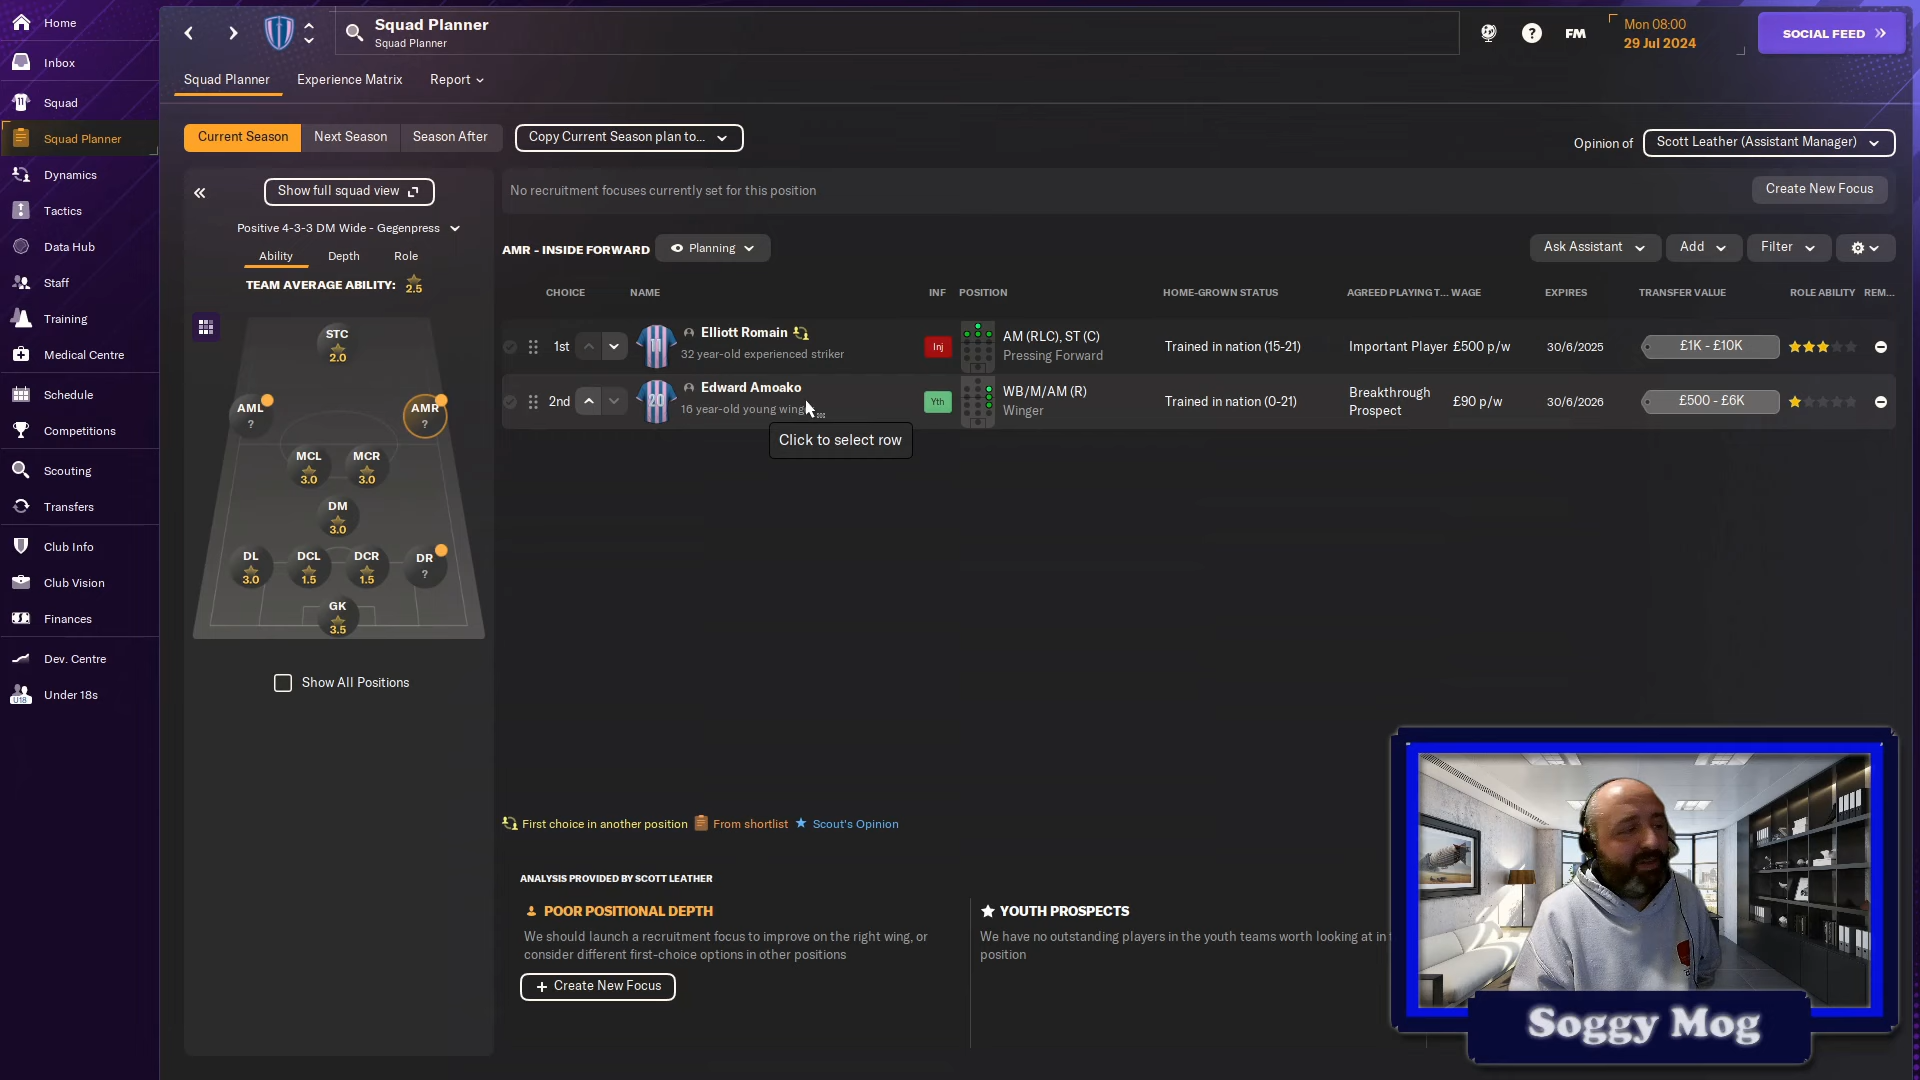 Home
Inbox
Squad
Squad Planner
Dynamics
Tactics
Data Hub
Staff
Training
Medical Centre
Schedule
Competitions
Scouting
Transfers
Club Info
Club Vision
Finances
Dev. Centre
Under 18s
Squad Planner
Squad Planner
FM
Mon 08:00
29 Jul 2024
SOCIAL FEED
Squad Planner Experience Matrix Report
Current Season Next Season Season After Copy Current Season plan to...
Opinion of Scott Leather (Assistant Manager)
Show full squad view
Positive 4-3-3 DM Wide - Gegenpress
Ability Depth Role
TEAM AVERAGE ABILITY: 2.5
STC
2.0
AML
?
AMR
?
MCL
3.0
MCR
3.0
DM
3.0
DL
3.0
DCL
1.5
DCR
1.5
DR
?
GK
3.5
Show All Positions
No recruitment focuses currently set for this position
Create New Focus
AMR - INSIDE FORWARD Planning
Ask Assistant Add Filter
CHOICE NAME INF POSITION HOME-GROWN STATUS AGREED PLAYING T... WAGE EXPIRES TRANSFER VALUE ROLE ABILITY REM...
1st Elliott Romain
32 year-old experienced striker
Inj
AM (RLC), ST (C)
Pressing Forward
Trained in nation (15-21) Important Player £500 p/w 30/6/2025 £1K - £10K
2nd Edward Amoako
16 year-old young wing
Yth
WB/M/AM (R)
Winger
Trained in nation (0-21) Breakthrough
Prospect
£90 p/w 30/6/2026 £500 - £6K
Click to select row
First choice in another position From shortlist Scout's Opinion
ANALYSIS PROVIDED BY SCOTT LEATHER
POOR POSITIONAL DEPTH
We should launch a recruitment focus to improve on the right wing, or
consider different first-choice options in other positions
Create New Focus
YOUTH PROSPECTS
We have no outstanding players in the youth teams worth looking at in
position
Soggy Mog